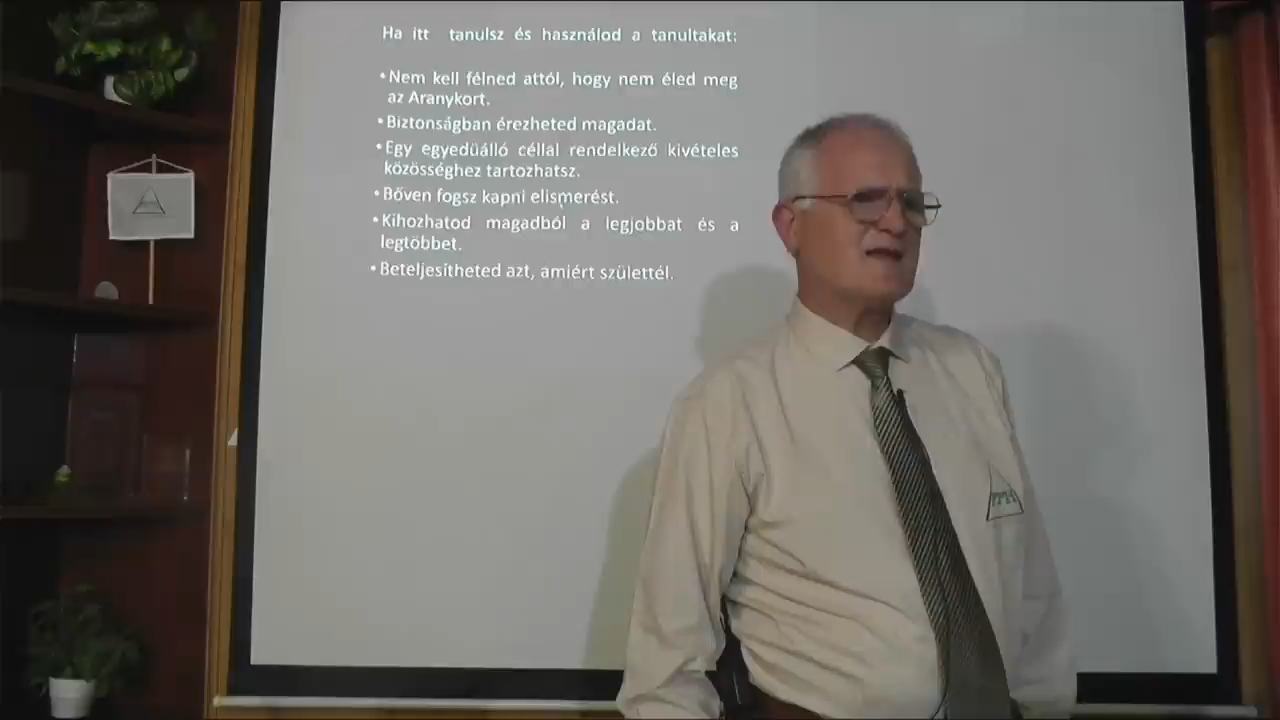 Ha itt tanulsz és használod a tanultakat:
•Nem kell félned attól, hogy nem éled meg
az Aranykort.
•Biztonságban érezheted magadat.
•Egy egyedüálló céllal rendelkező kivételes
közösséghez tartozhatsz.
•Bőven fogsz kapni elismerést.
•Kihozhatod magadból a legjobbat és a
legtöbbet.
•Beteljesítheted azt, amiért születtél.